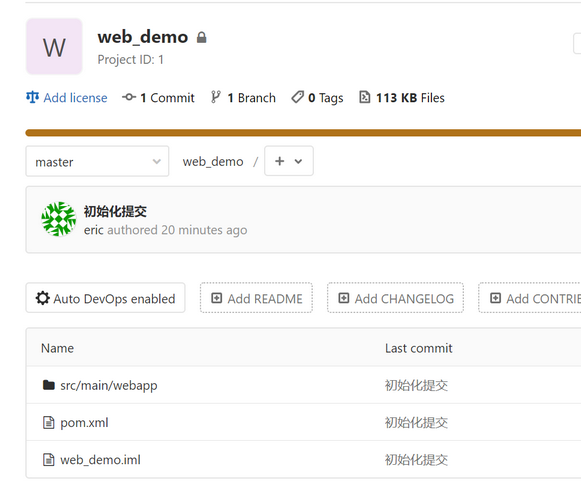 W
web_demo
Project ID: 1
Add license 1 Commit 1 Branch 0 Tags 113 KB Files
master web_demo / +
初始化提交
eric authored 20 minutes ago
Auto DevOps enabled Add README Add CHANGELOG Add CONTRI
Name Last commit
src/main/webapp 初始化提交
pom.xml 初始化提交
web_demo.iml 初始化提交